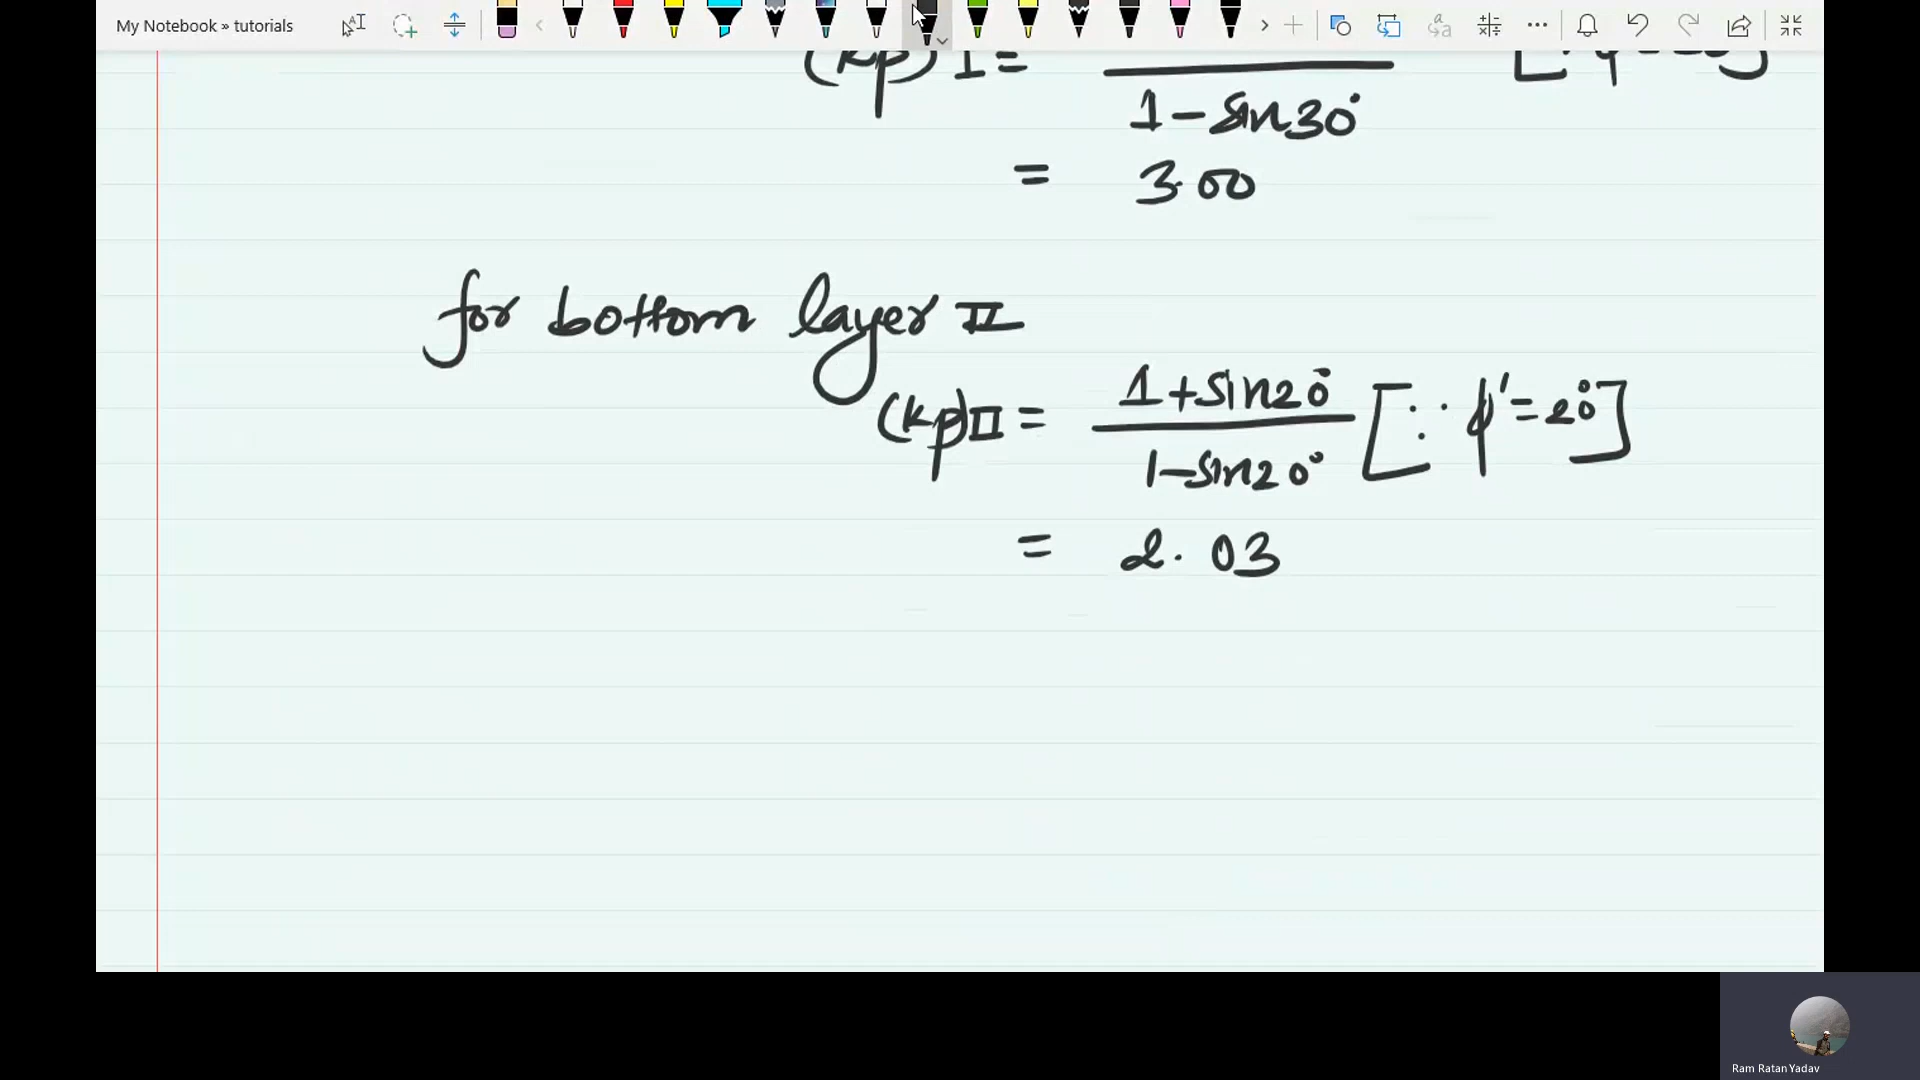 My Notebook » tutorials
(kp) I =
1 - sin30°
= 3.00
for bottom layer II
(kp)II = 1+sin20° [∵ ϕ' = 20°]
1-sin20°
= 2.03
Ram Ratan Yadav